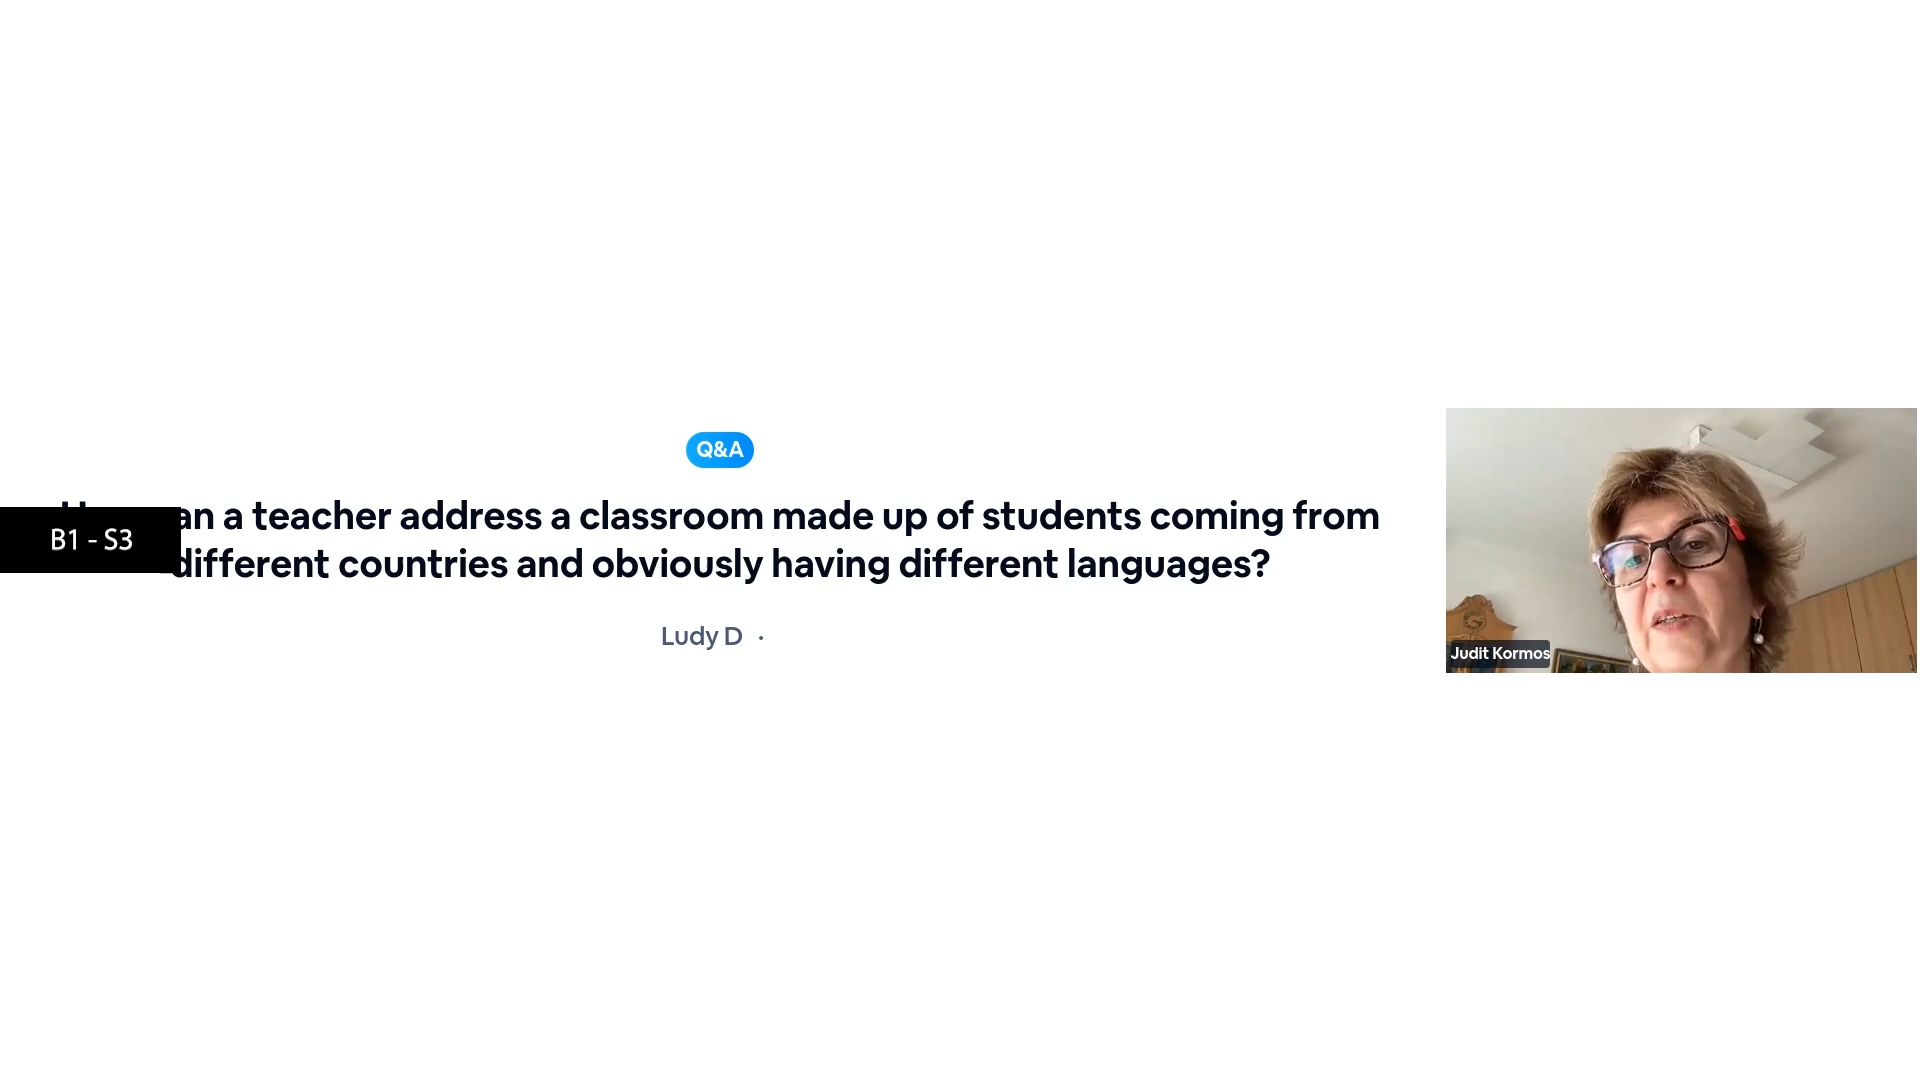 Q&A
an a teacher address a classroom made up of students coming from
B1 - S3
different countries and obviously having different languages?
Ludy D ·
Judit Kormos